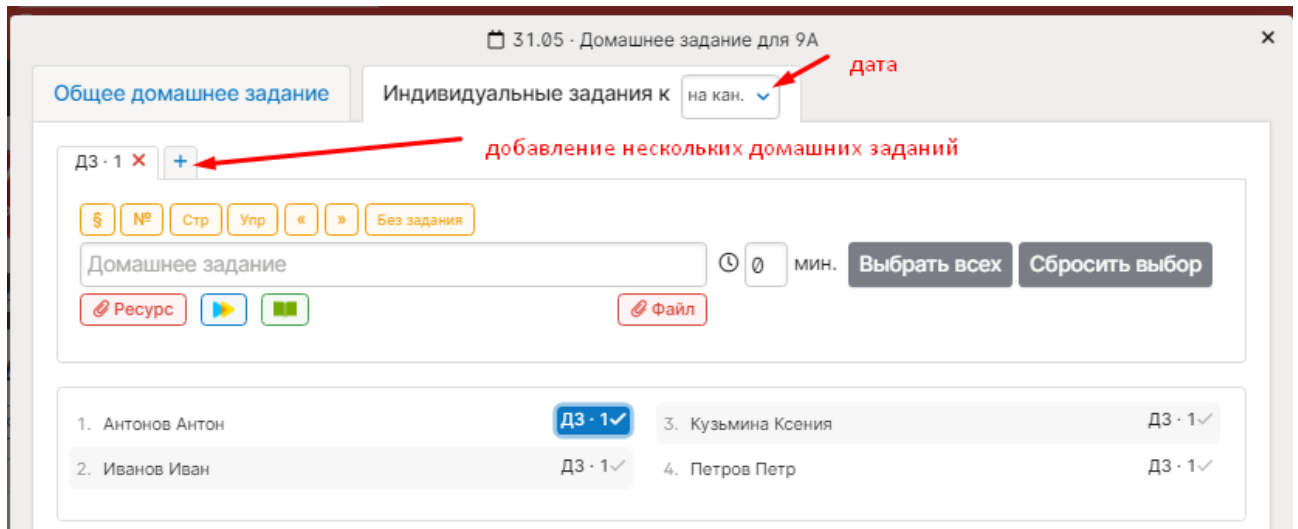 31.05 · Домашнее задание для 9А ×
дата
Общее домашнее задание Индивидуальные задания к на кан.
добавление нескольких домашних заданий
ДЗ · 1 × +
§ № Стр Упр « » Без задания
Домашнее задание 0 мин. Выбрать всех Сбросить выбор
Ресурс Файл
1. Антонов Антон ДЗ · 1✓ 3. Кузьмина Ксения ДЗ · 1✓
2. Иванов Иван ДЗ · 1✓ 4. Петров Петр ДЗ · 1✓